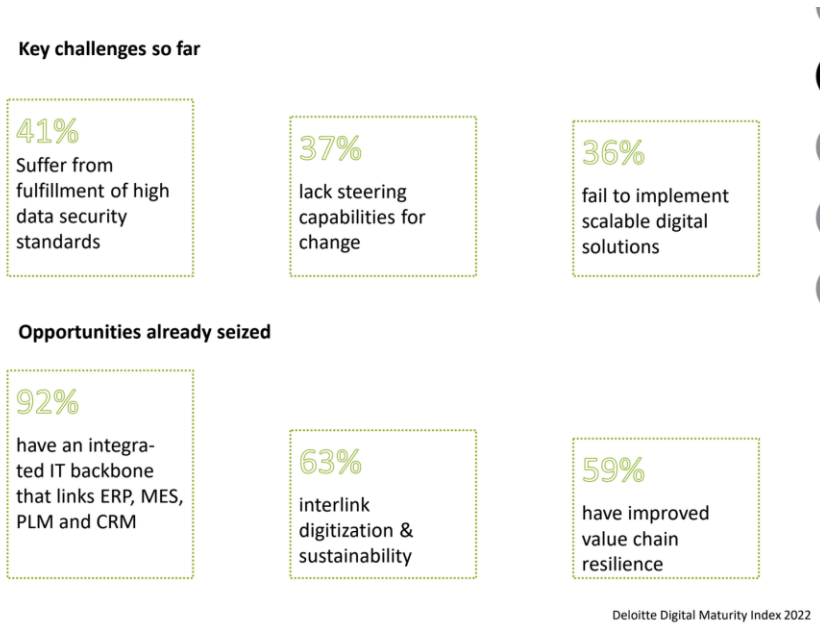 Key challenges so far
41%
Suffer from
fulfillment of high
data security
standards
37%
lack steering
capabilities for
change
36%
fail to implement
scalable digital
solutions
Opportunities already seized
92%
have an integra-
ted IT backbone
that links ERP, MES,
PLM and CRM
63%
interlink
digitization &
sustainability
59%
have improved
value chain
resilience
Deloitte Digital Maturity Index 2022